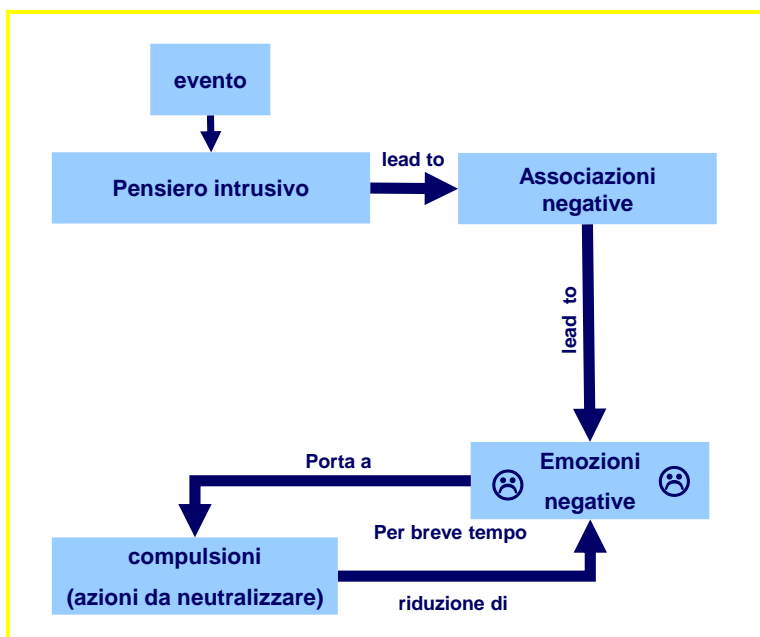 evento
Pensiero intrusivo
lead to
Associazioni
negative
lead to
Emozioni
negative
Porta a
compulsioni
(azioni da neutralizzare)
Per breve tempo
riduzione di